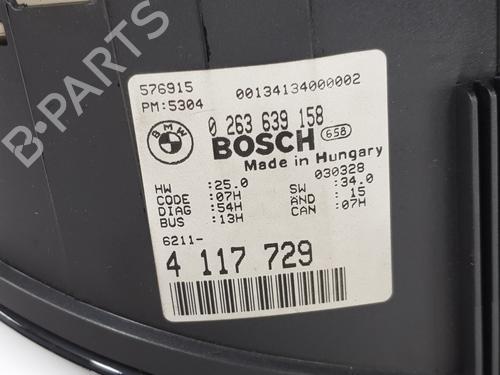 B-PARTS
576915 00134134000002
PM:5304
BMW 0 263 639 158
BOSCH 658
Made in Hungary
030328
HW :25.0 SW :34.0
CODE :07H AND : 15
DIAG :54H CAN :07H
BUS :13H
6211-
4 117 729